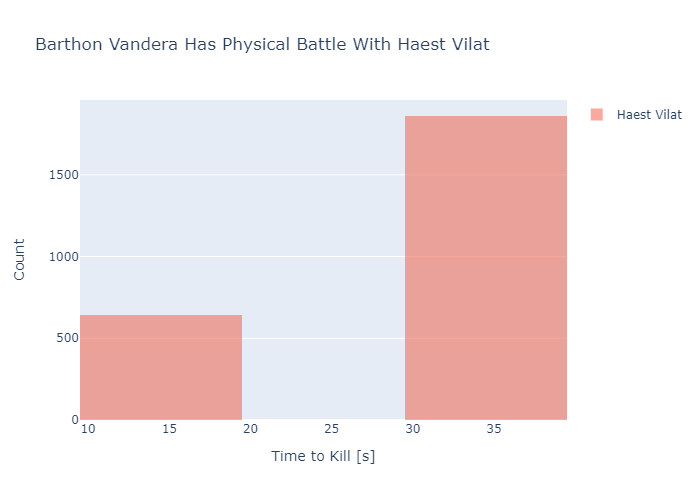 Barthon Vandera Has Physical Battle With Haest Vilat
Haest Vilat
Count
1500
1000
500
0
10 15 20 25 30 35
Time to Kill [s]